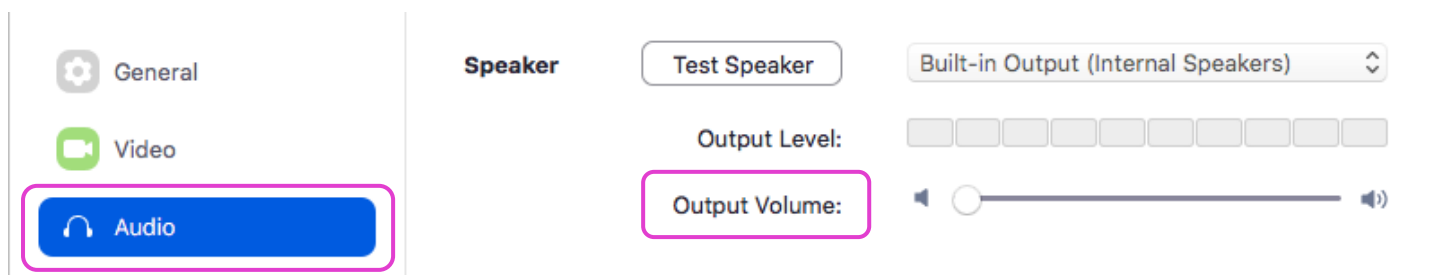 General
Video
Audio
Speaker
Test Speaker
Built-in Output (Internal Speakers)
Output Level:
Output Volume: